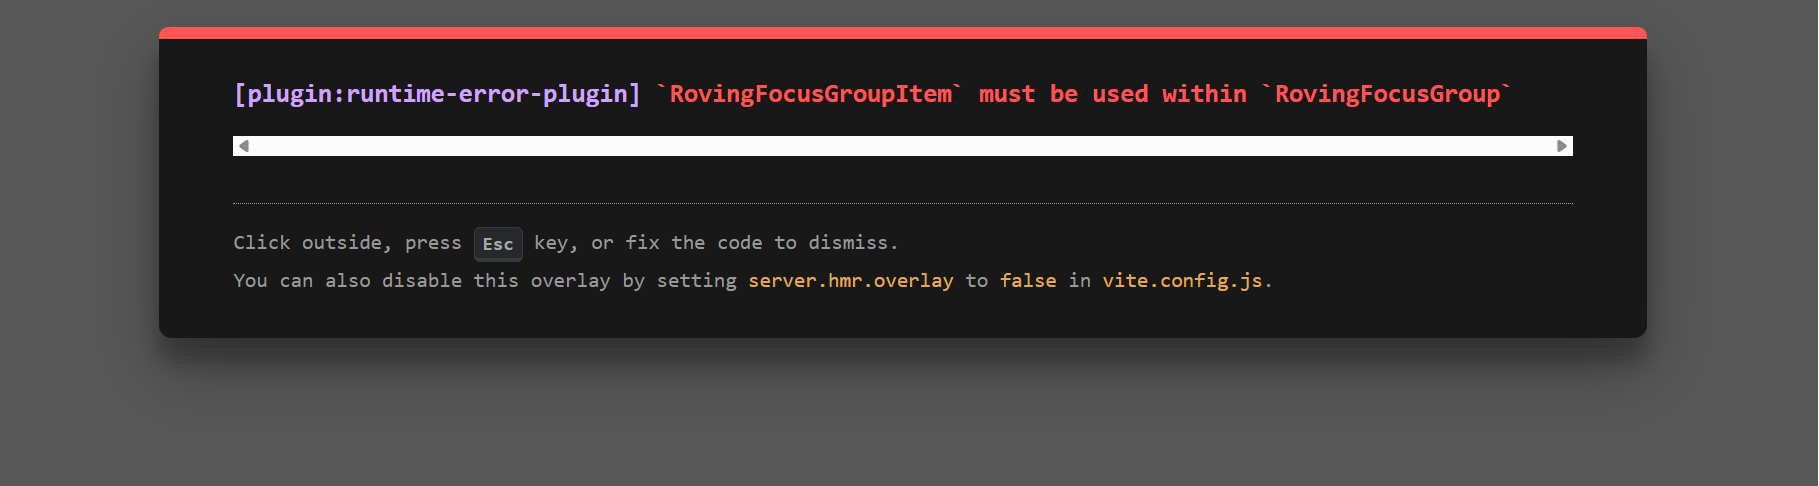 [plugin:runtime-error-plugin] `RovingFocusGroupItem` must be used within `RovingFocusGroup`
Click outside, press Esc key, or fix the code to dismiss.
You can also disable this overlay by setting server.hmr.overlay to false in vite.config.js.